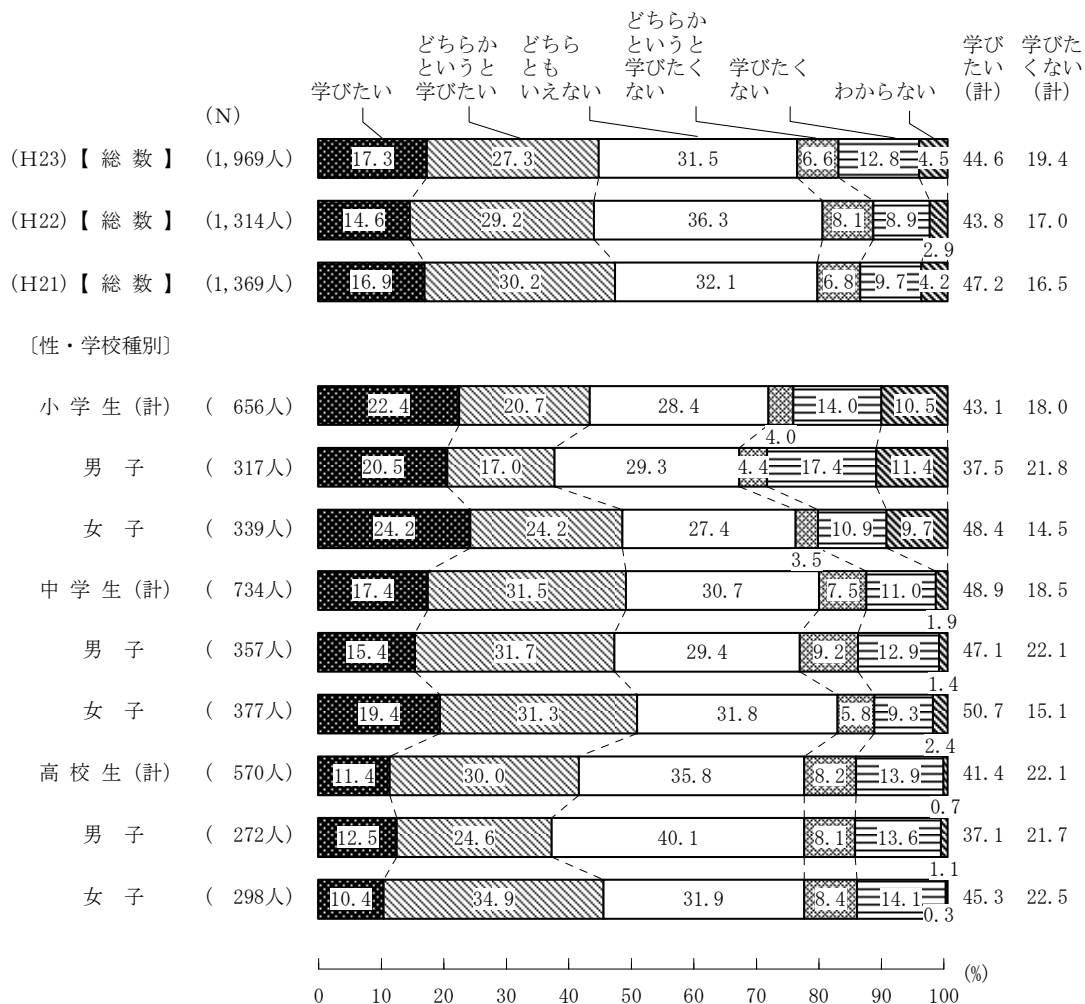 学びたい
どちらか
というと
学びたい
どちら
とも
いえない
どちらか
というと
学びたく
ない
学びたく
ない
わからない
学び
たい
(計)
学びた
くない
(計)
(N)
(H23)【 総 数 】 (1,969人) 17.3 27.3 31.5 6.6 12.8 4.5 44.6 19.4
(H22)【 総 数 】 (1,314人) 14.6 29.2 36.3 8.1 8.9 2.9 43.8 17.0
(H21)【 総 数 】 (1,369人) 16.9 30.2 32.1 6.8 9.7 4.2 47.2 16.5
〔性・学校種別〕
小 学 生 (計) ( 656人) 22.4 20.7 28.4 4.0 14.0 10.5 43.1 18.0
男 子 ( 317人) 20.5 17.0 29.3 4.4 17.4 11.4 37.5 21.8
女 子 ( 339人) 24.2 24.2 27.4 3.5 10.9 9.7 48.4 14.5
中 学 生 (計) ( 734人) 17.4 31.5 30.7 7.5 11.0 1.9 48.9 18.5
男 子 ( 357人) 15.4 31.7 29.4 9.2 12.9 1.4 47.1 22.1
女 子 ( 377人) 19.4 31.3 31.8 5.8 9.3 2.4 50.7 15.1
高 校 生 (計) ( 570人) 11.4 30.0 35.8 8.2 13.9 0.7 41.4 22.1
男 子 ( 272人) 12.5 24.6 40.1 8.1 13.6 1.1 37.1 21.7
女 子 ( 298人) 10.4 34.9 31.9 8.4 14.1 0.3 45.3 22.5
0 10 20 30 40 50 60 70 80 90 100 (%)